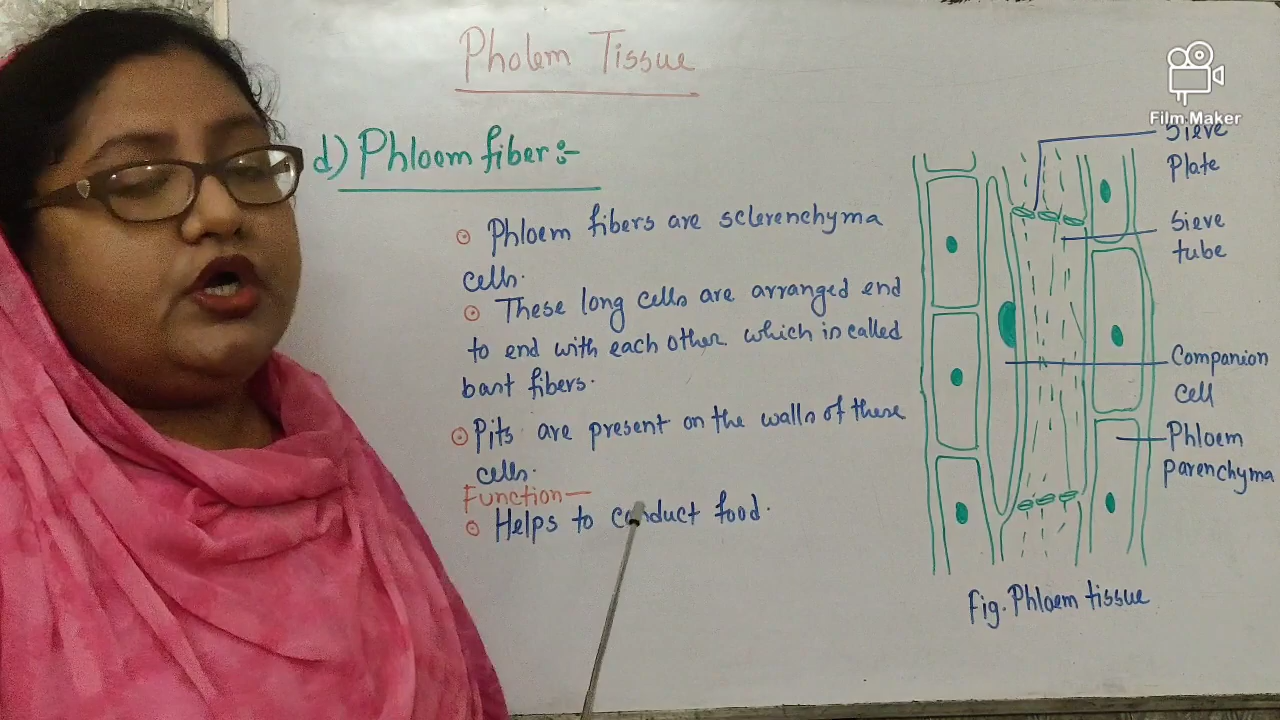 Pholem Tissue
Film Maker
d) Phloem fiber:-
⊙ Phloem fibers are sclerenchyma
cells.
⊙ These long cells are arranged end
to end with each other which is called
bast fibers.
⊙ Pits are present on the walls of these
cells.
Function—
⊙ Helps to conduct food.
Sieve
Plate
Sieve
tube
Companion
cell
Phloem
parenchyma
Fig. Phloem tissue